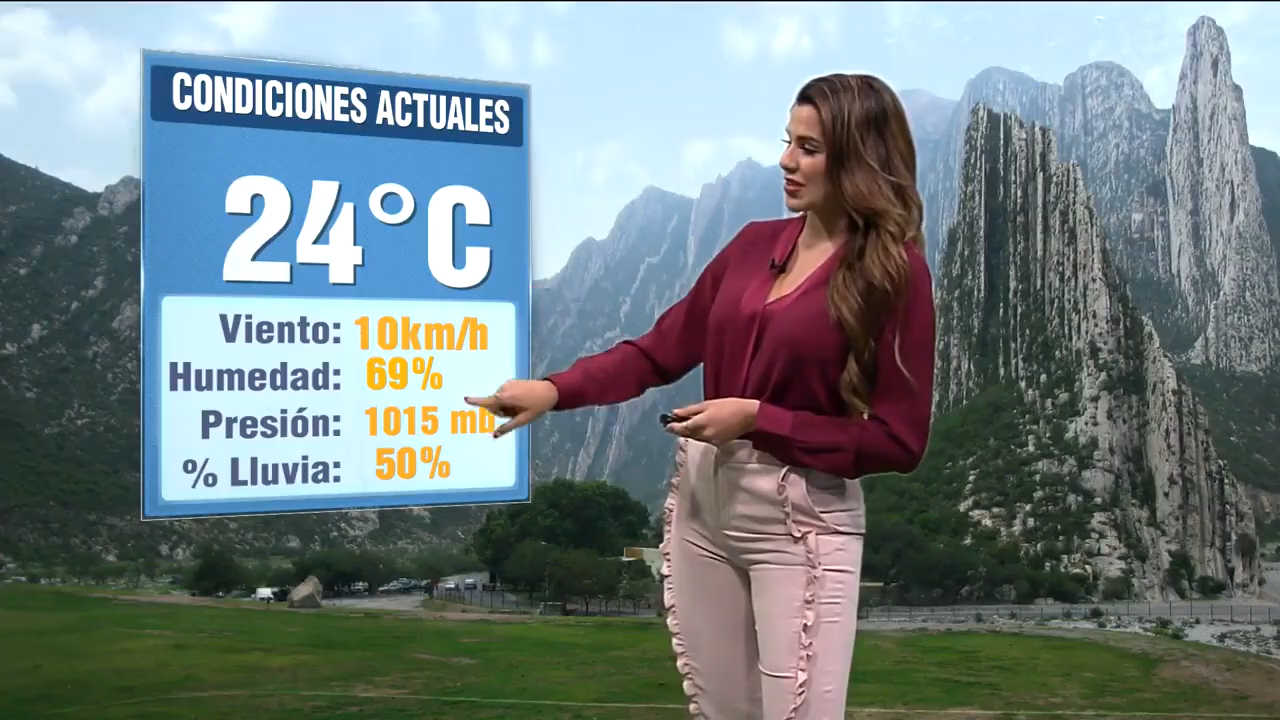 CONDICIONES ACTUALES
24°C
Viento: 10km/h
Humedad: 69%
Presión: 1015 mb
% Lluvia: 50%